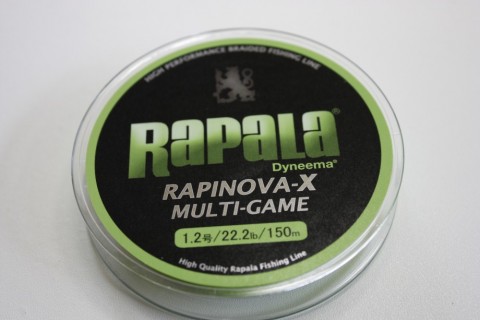 HIGH PERFORMANCE BRAIDED FISHING LINE
Rapala®
Dyneema®
RAPINOVA-X
MULTI-GAME
1.2号/22.2lb/150m
High Quality Rapala Fishing Line